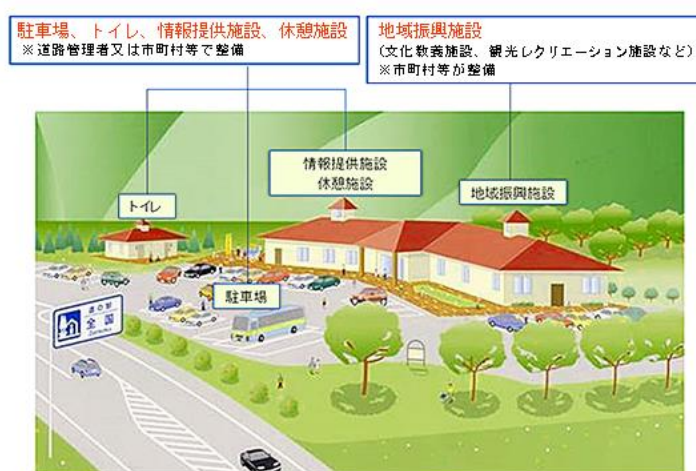 駐車場、トイレ、情報提供施設、休憩施設
※道路管理者又は市町村等で整備
地域振興施設
(文化教養施設、観光レクリエーション施設など)
※市町村等が整備
情報提供施設
休憩施設
トイレ
地域振興施設
駐車場
道の駅
全国